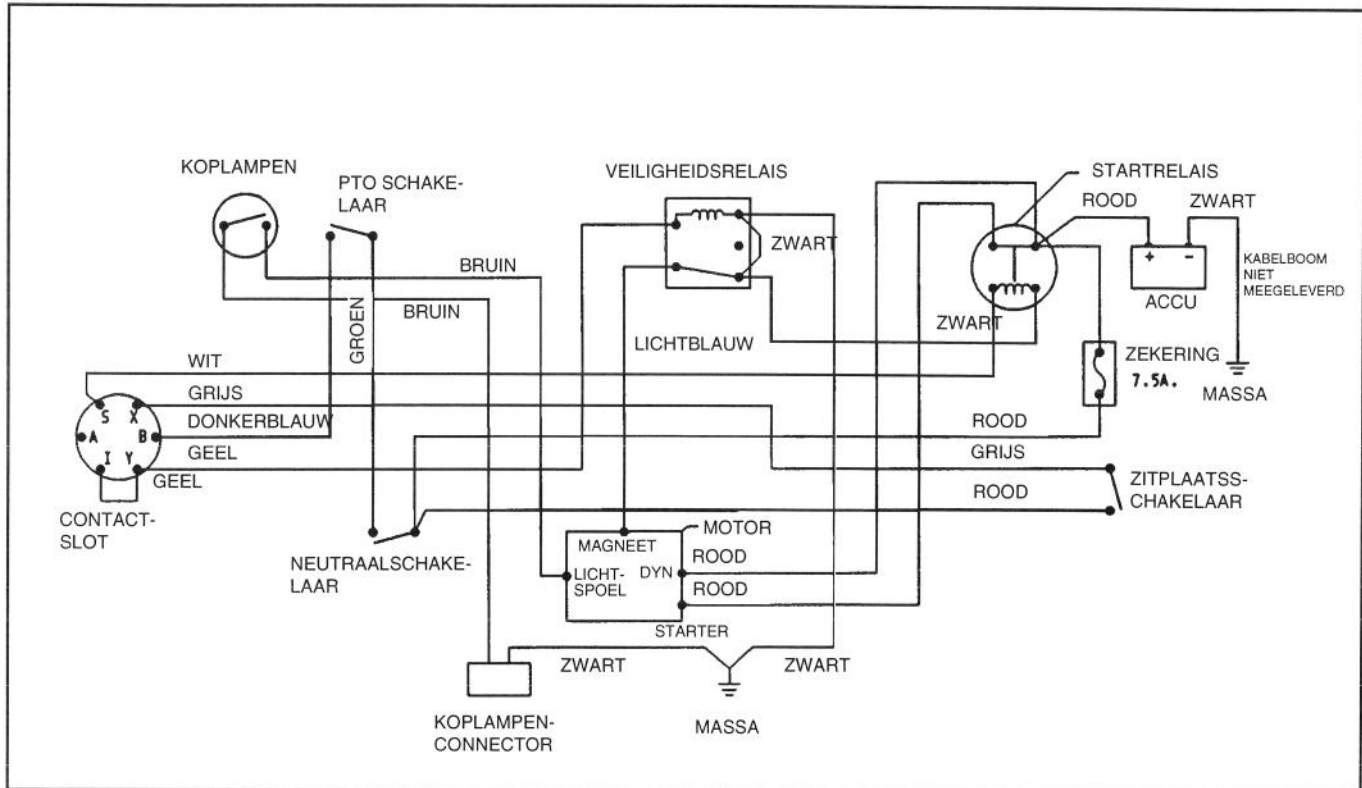 KOPLAMPEN
PTO SCHAKE-
LAAR
VEILIGHEIDSRELAIS
STARTRELAIS
ROOD
ZWART
ZWART
BRUIN
BRUIN
GROEN
KABELBOOM
NIET
MEEGELEVERD
+ -
ACCU
ZWART
LICHTBLAUW
ZEKERING
7.5A.
MASSA
WIT
GRIJS
S X
A B
I Y
DONKERBLAUW
GEEL
GEEL
ROOD
GRIJS
ROOD
ZITPLAATSS-
CHAKELAAR
CONTACT-
SLOT
NEUTRAALSCHAKE-
LAAR
MOTOR
MAGNEET
LICHT-
SPOEL
DYN
ROOD
ROOD
STARTER
ZWART
ZWART
MASSA
KOPLAMPEN-
CONNECTOR